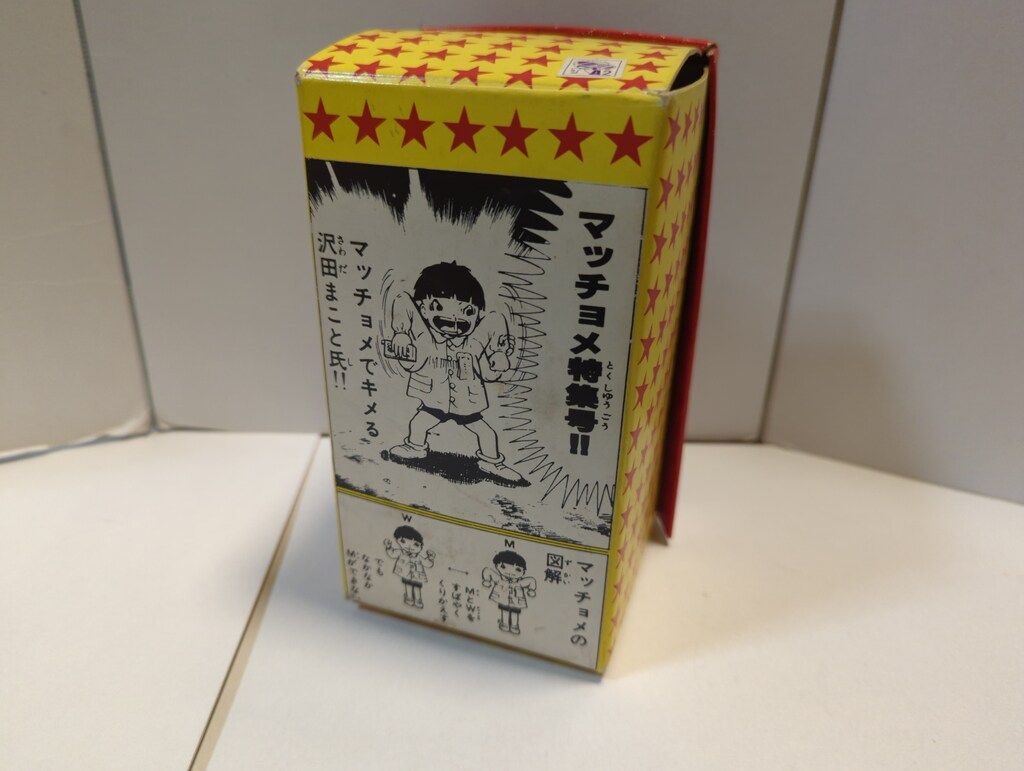 マッチョメ特集号!!
とくしゅうごう
マッチョメでキメる
沢田まこと氏!!
さわだ
し
マッチョメの
図解
ずかい
M
MとWを
すばやく
くりかえす
W
でも
なかなか
Mができない